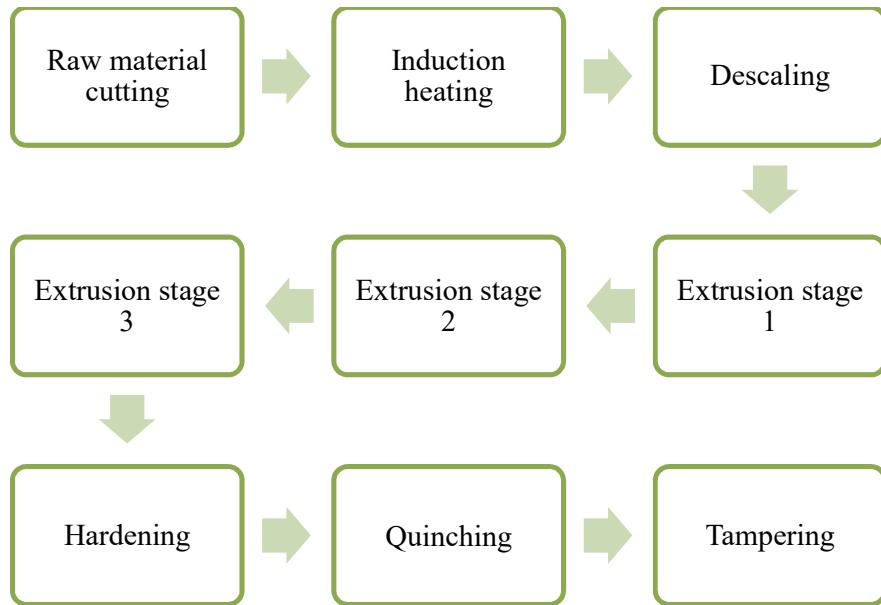 Raw material
cutting
Induction
heating
Descaling
Extrusion stage
1
Extrusion stage
2
Extrusion stage
3
Hardening
Quinching
Tampering